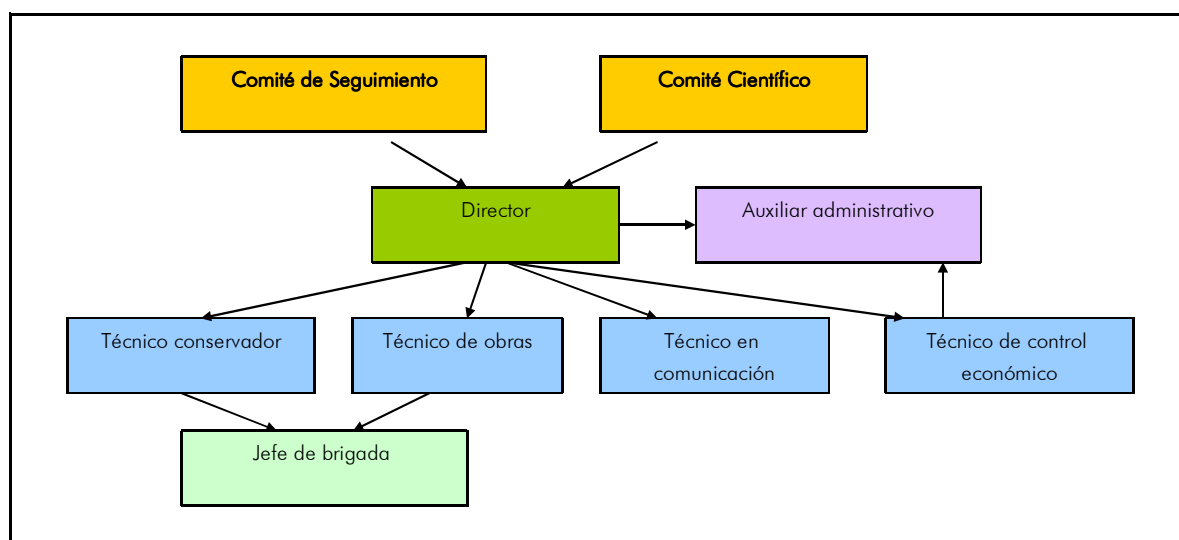 Comité de Seguimiento
Comité Científico
Director
Auxiliar administrativo
Técnico conservador
Técnico de obras
Técnico en
comunicación
Técnico de control
económico
Jefe de brigada